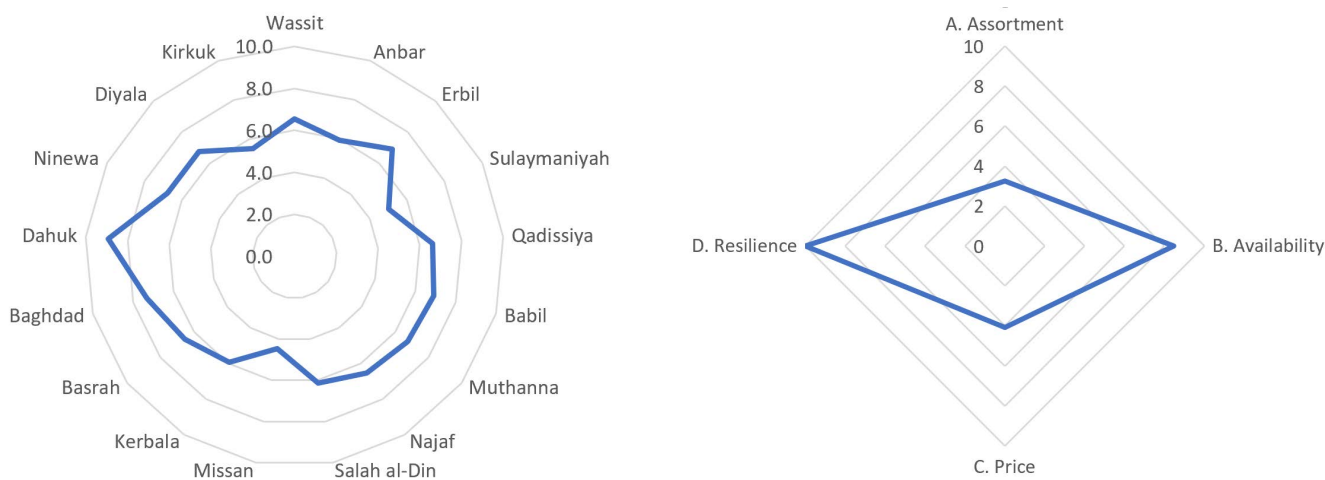 Wassit
10.0
8.0
6.0
4.0
2.0
0.0
Anbar
Erbil
Sulaymaniyah
Qadissiya
Babil
Muthanna
Najaf
Salah al-Din
Missan
Kerbala
Basrah
Baghdad
Dahuk
Ninewa
Diyala
Kirkuk
A. Assortment
10
8
6
4
2
0
B. Availability
C. Price
D. Resilience